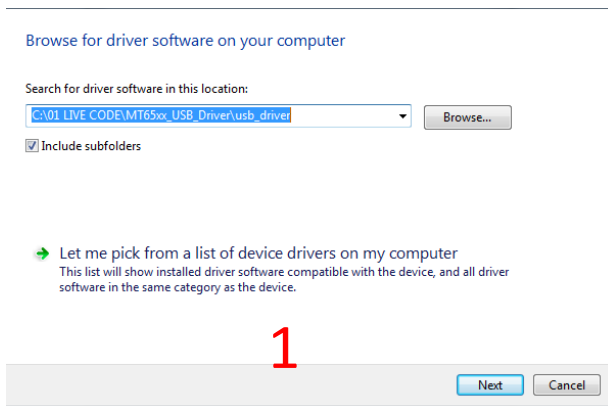 Browse for driver software on your computer
Search for driver software in this location:
C:\01 LIVE CODE\MT65xx_USB_Driver\usb_driver
Browse...
Include subfolders
Let me pick from a list of device drivers on my computer
This list will show installed driver software compatible with the device, and all driver
software in the same category as the device.
1
Next
Cancel